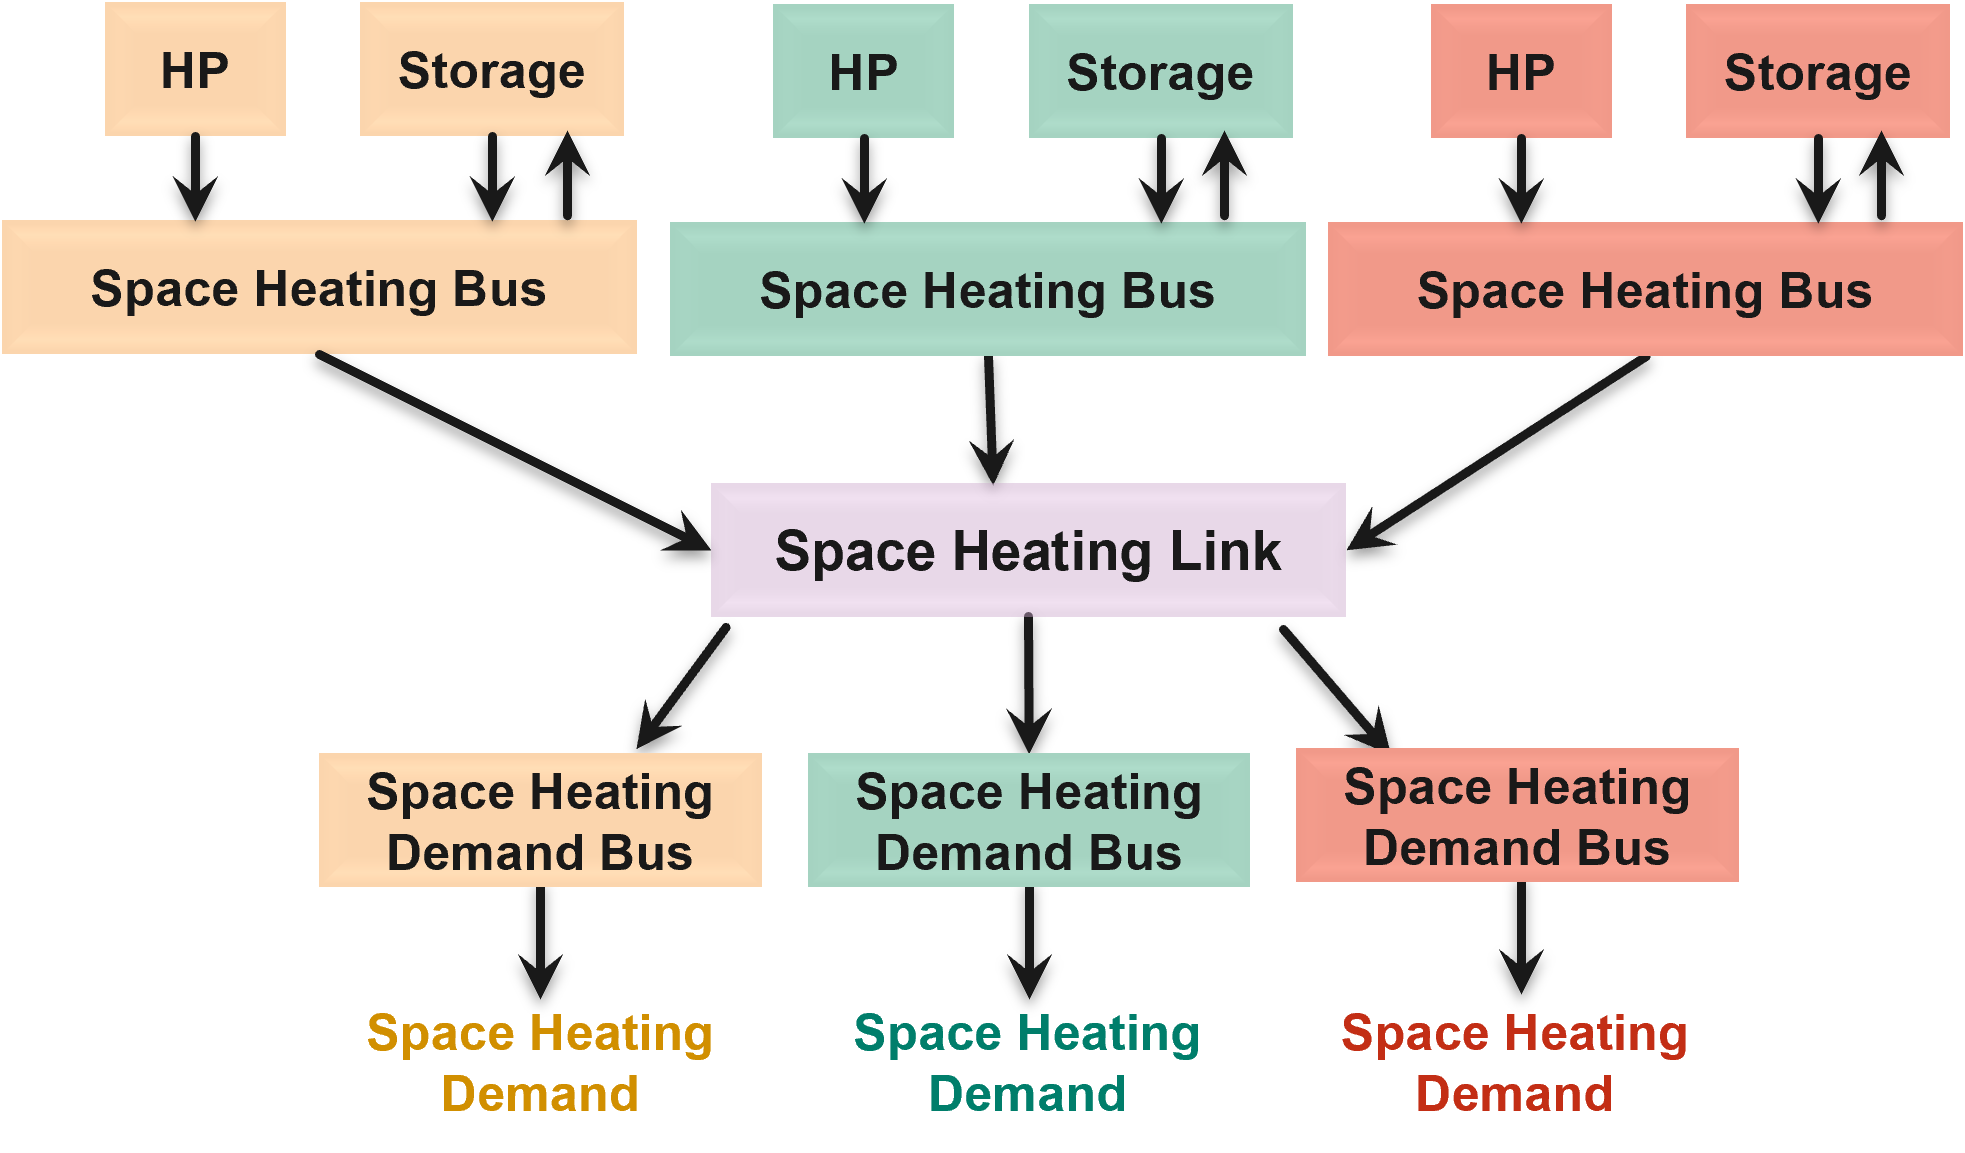 HP
Storage
HP
Storage
HP
Storage
Space Heating Bus
Space Heating Bus
Space Heating Bus
Space Heating Link
Space Heating
Demand Bus
Space Heating
Demand Bus
Space Heating
Demand Bus
Space Heating
Demand
Space Heating
Demand
Space Heating
Demand